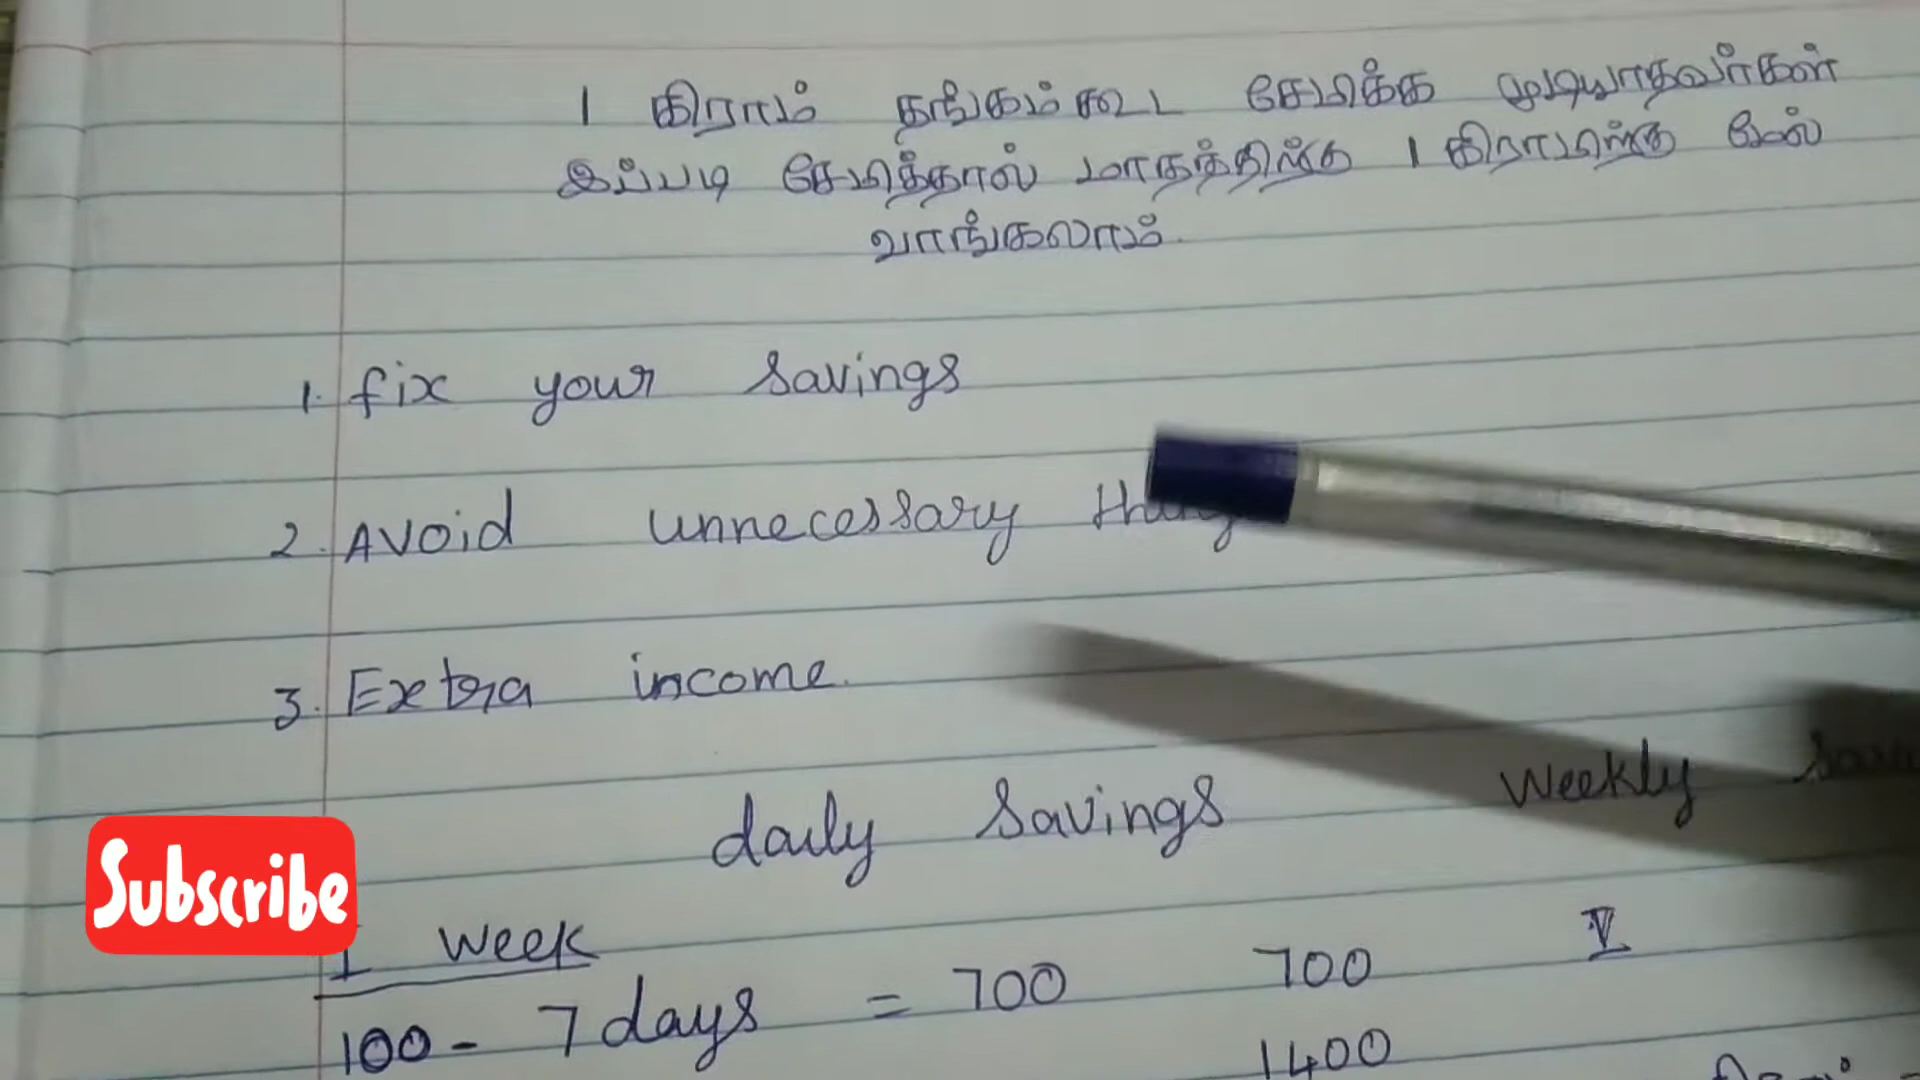 1 கிராம் தங்கம் கூட சேமிக்க முடியாதவர்கள்
இப்படி சேமித்தால் மாதத்திற்கு 1 கிராமிற்கு மேல்
வாங்கலாம்.
1. fix your savings
2. Avoid unnecessary
3. Extra income.
daily savings weekly
I week
100 - 7 days = 700 700 V
1400
Subscribe